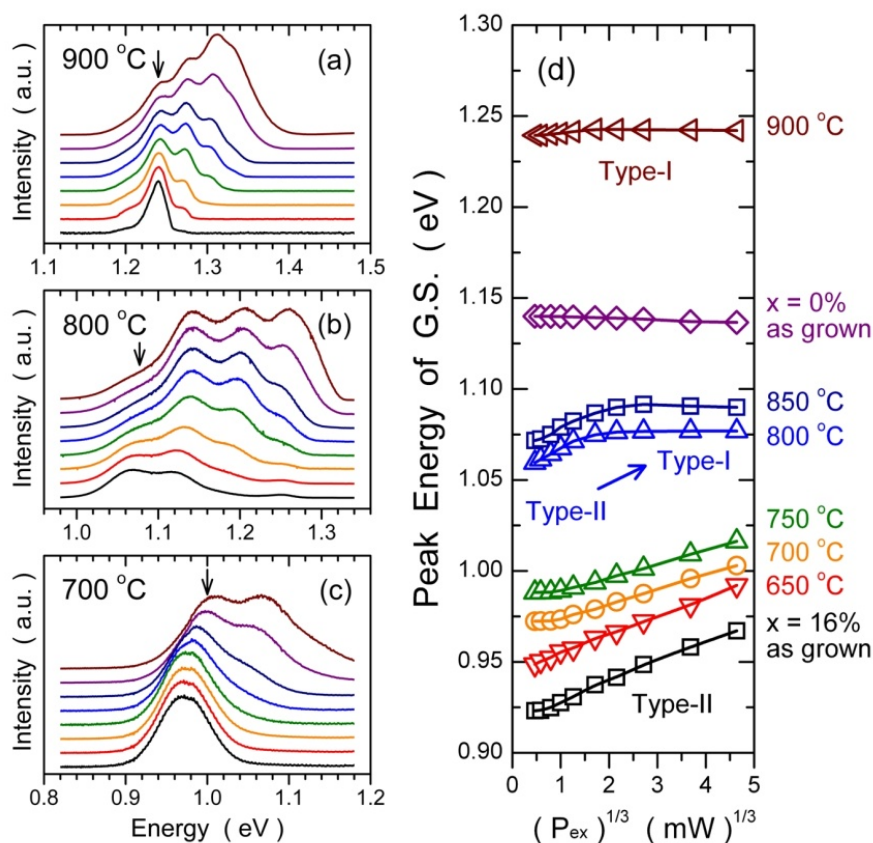 900 °C
(a)
Intensity ( a.u. )
1.1 1.2 1.3 1.4 1.5
800 °C
(b)
Intensity ( a.u. )
1.0 1.1 1.2 1.3
700 °C
(c)
Intensity ( a.u. )
0.8 0.9 1.0 1.1 1.2
Energy ( eV )
(d)
Peak Energy of G.S. ( eV )
1.30
1.25
1.20
1.15
1.10
1.05
1.00
0.95
0.90
0 1 2 3 4 5
( P_ex )^1/3 ( mW )^1/3
900 °C
Type-I
x = 0%
as grown
850 °C
800 °C
Type-I
Type-II
750 °C
700 °C
650 °C
x = 16%
as grown
Type-II